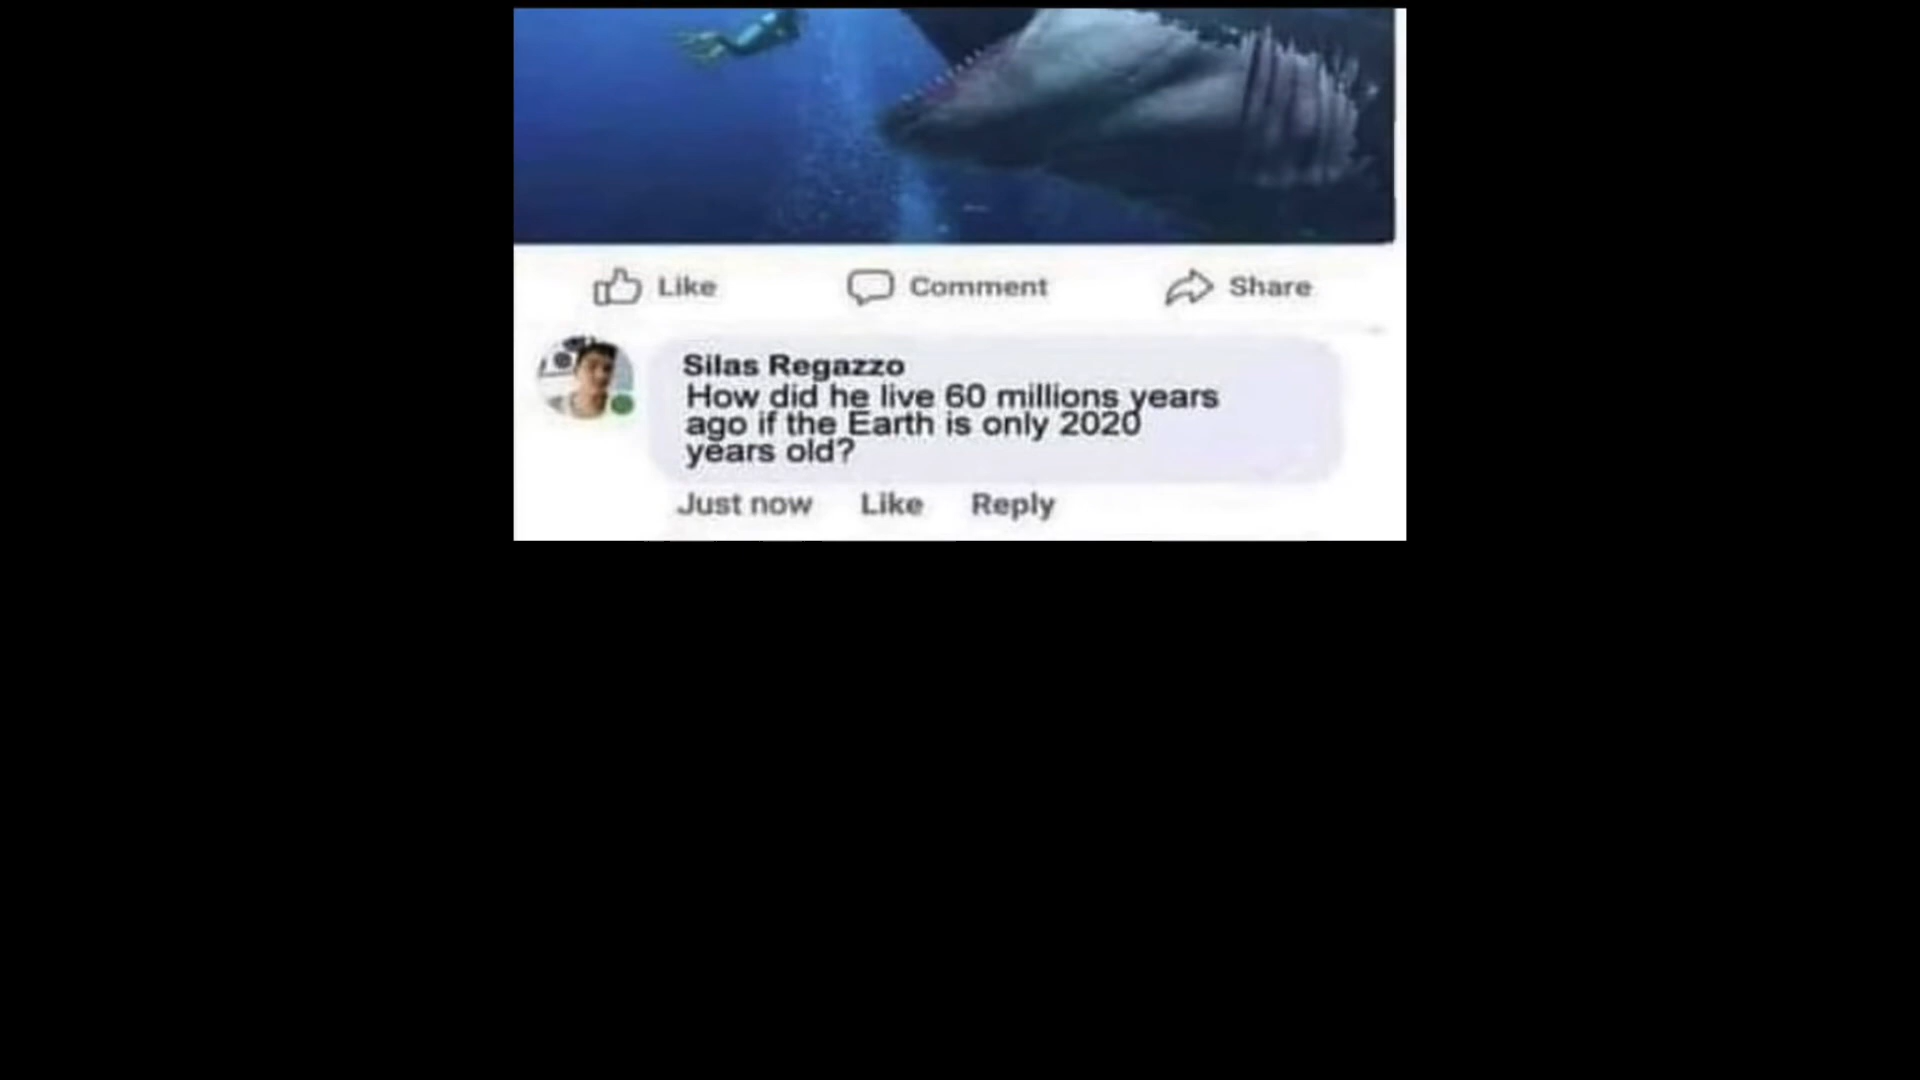 Like Comment Share
Silas Regazzo
How did he live 60 millions years
ago if the Earth is only 2020
years old?
Just now Like Reply